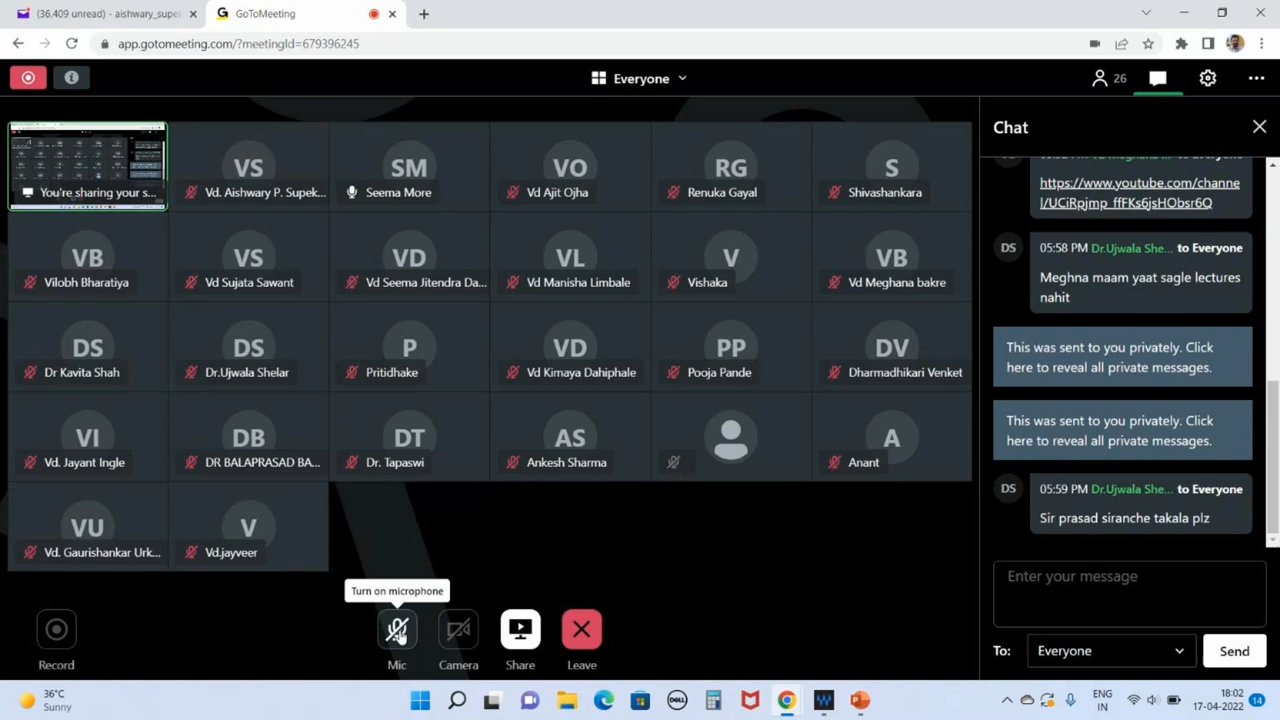 (36,409 unread) - aishwary_supek
GoToMeeting
app.gotomeeting.com/?meetingId=679396245
Everyone
26
Chat
to Everyone
https://www.youtube.com/channe
l/UCiRpjmp_ffFKs6jsHObsr6Q
You're sharing your s...
VS
Vd. Aishwary P. Supek...
SM
Seema More
VO
Vd Ajit Ojha
RG
Renuka Gayal
S
Shivashankara
VB
Vilobh Bharatiya
VS
Vd Sujata Sawant
VD
Vd Seema Jitendra Da...
VL
Vd Manisha Limbale
V
Vishaka
VB
Vd Meghana bakre
DS
05:58 PM Dr.Ujwala She... to Everyone
Meghna maam yaat sagle lectures
nahit
DS
Dr Kavita Shah
DS
Dr.Ujwala Shelar
P
Pritidhake
VD
Vd Kimaya Dahiphale
PP
Pooja Pande
DV
Dharmadhikari Venket
This was sent to you privately. Click
here to reveal all private messages.
VI
Vd. Jayant Ingle
DB
DR BALAPRASAD BA...
DT
Dr. Tapaswi
AS
Ankesh Sharma
A
Anant
This was sent to you privately. Click
here to reveal all private messages.
VU
Vd. Gaurishankar Urk...
V
Vd.jayveer
DS
05:59 PM Dr.Ujwala She... to Everyone
Sir prasad siranche takala plz
Turn on microphone
Enter your message
Record
Mic
Camera
Share
Leave
To:
Everyone
Send
36°C
Sunny
DELL
ENG
IN
18:02
17-04-2022
14